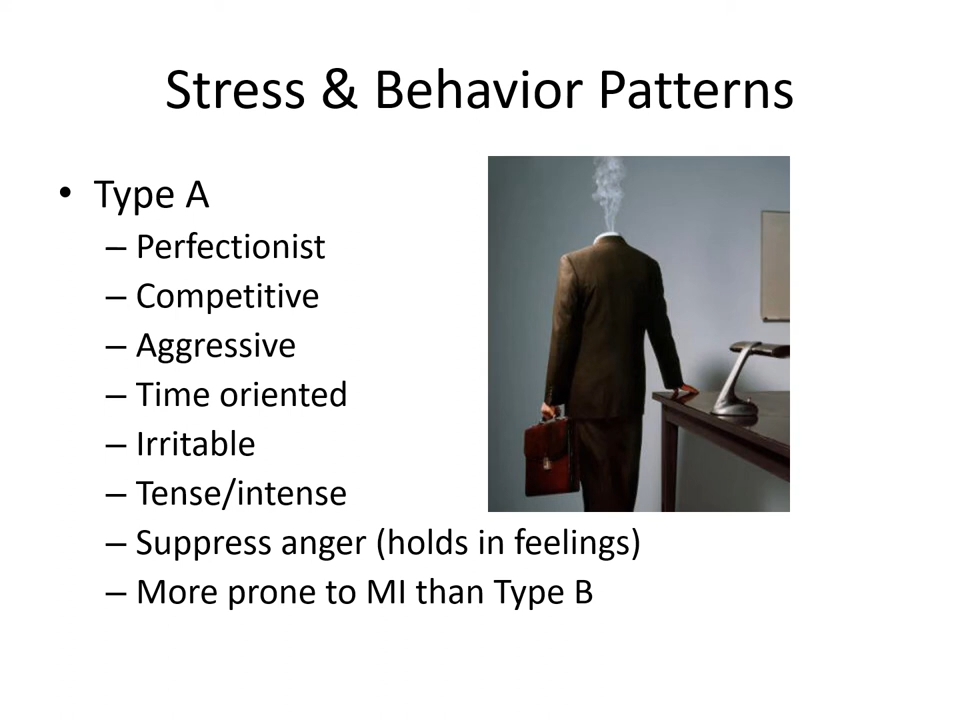 Stress & Behavior Patterns
• Type A
– Perfectionist
– Competitive
– Aggressive
– Time oriented
– Irritable
– Tense/intense
– Suppress anger (holds in feelings)
– More prone to MI than Type B